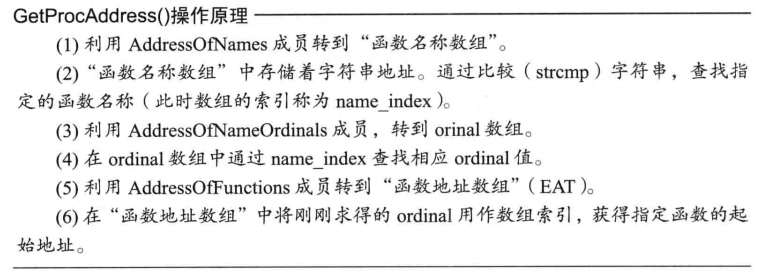 GetProcAddress()操作原理
(1) 利用 AddressOfNames 成员转到“函数名称数组”。
(2)“函数名称数组”中存储着字符串地址。通过比较（strcmp）字符串，查找指
定的函数名称（此时数组的索引称为 name_index）。
(3) 利用 AddressOfNameOrdinals 成员，转到 orinal 数组。
(4) 在 ordinal 数组中通过 name_index 查找相应 ordinal 值。
(5) 利用 AddressOfFunctions 成员转到“函数地址数组”（EAT）。
(6) 在“函数地址数组”中将刚刚求得的 ordinal 用作数组索引，获得指定函数的起
始地址。